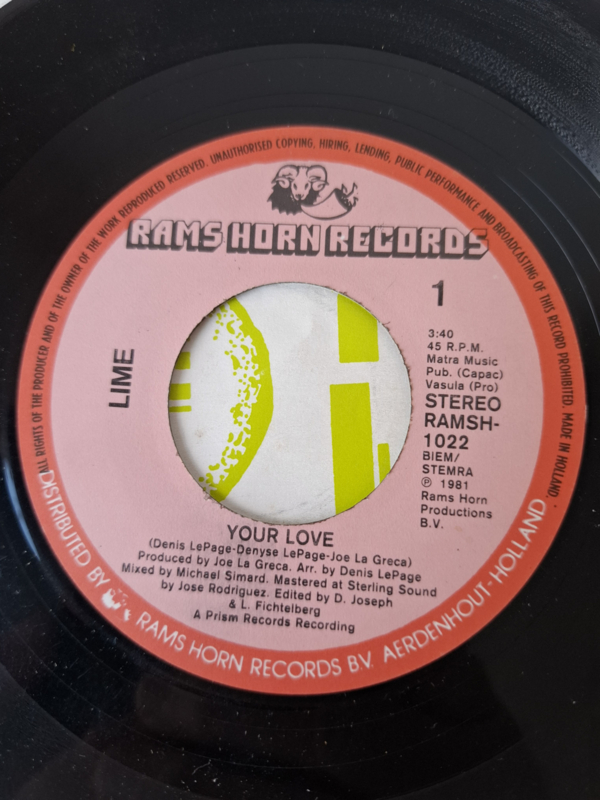 ALL RIGHTS OF THE PRODUCER AND OF THE OWNER OF THE WORK REPRODUCED RESERVED. UNAUTHORISED COPYING, HIRING, LENDING, PUBLIC PERFORMANCE AND BROADCASTING OF THIS RECORD PROHIBITED. MADE IN HOLLAND.
RAMS HORN RECORDS
1
3:40
45 R.P.M.
Matra Music
Pub. (Capac)
Vasula (Pro)
STEREO
RAMSH-
1022
BIEM/
STEMRA
℗ 1981
Rams Horn
Productions
B.V.
LIME
YOUR LOVE
(Denis LePage-Denyse LePage-Joe La Greca)
Produced by Joe La Greca. Arr. by Denis LePage
Mixed by Michael Simard. Mastered at Sterling Sound
by Jose Rodriguez. Edited by D. Joseph
& L. Fichtelberg
A Prism Records Recording
DISTRIBUTED BY RAMS HORN RECORDS B.V. AERDENHOUT-HOLLAND